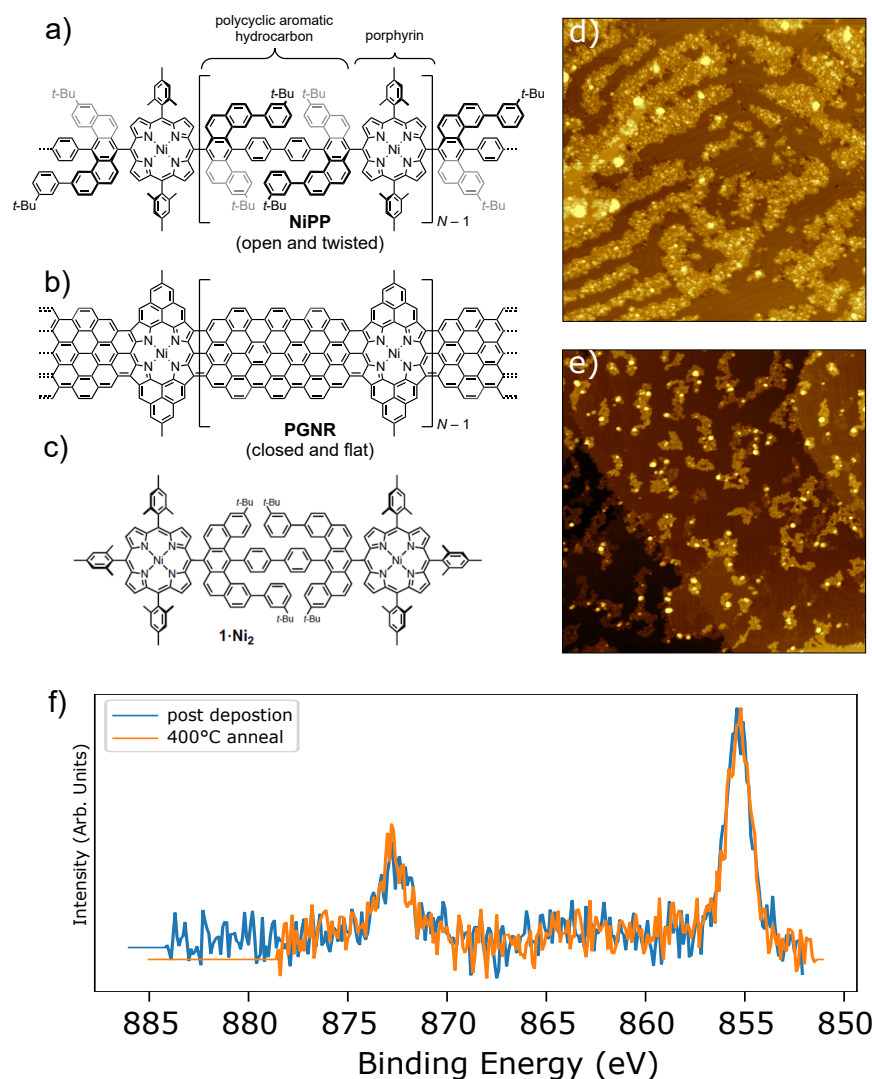 a)
polycyclic aromatic
hydrocarbon
porphyrin
t-Bu
t-Bu
t-Bu
t-Bu
N
N
Ni
N
N
N
N
Ni
N
N
t-Bu
t-Bu
t-Bu
t-Bu
t-Bu
NiPP
(open and twisted)
N – 1
b)
N
N
Ni
N
N
N
N
Ni
N
N
PGNR
(closed and flat)
N – 1
c)
t-Bu
t-Bu
N
N
Ni
N
N
N
N
Ni
N
N
t-Bu
t-Bu
1·Ni2
d)
e)
f)
post depostion
400°C anneal
Intensity (Arb. Units)
885
880
875
870
865
860
855
850
Binding Energy (eV)